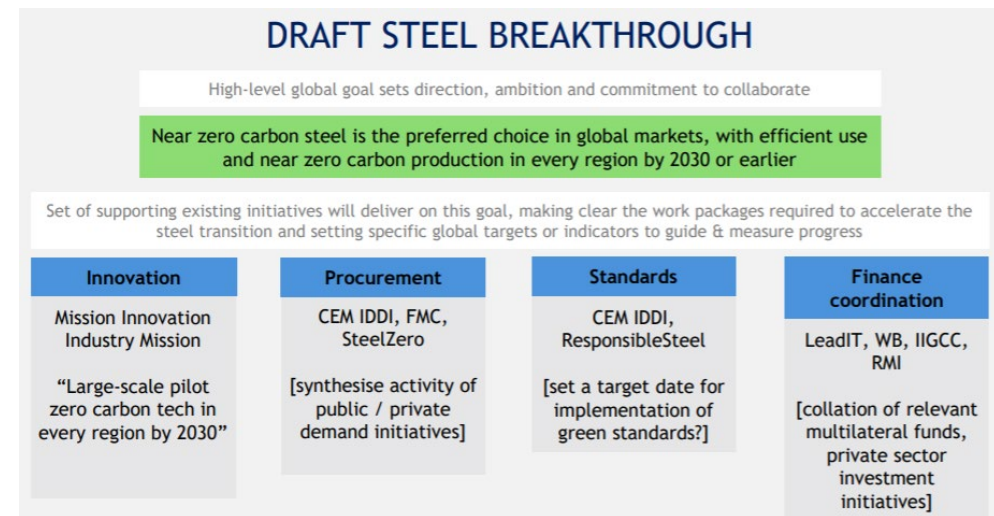 DRAFT STEEL BREAKTHROUGH
High-level global goal sets direction, ambition and commitment to collaborate
Near zero carbon steel is the preferred choice in global markets, with efficient use
and near zero carbon production in every region by 2030 or earlier
Set of supporting existing initiatives will deliver on this goal, making clear the work packages required to accelerate the
steel transition and setting specific global targets or indicators to guide & measure progress
Innovation
Mission Innovation
Industry Mission
“Large-scale pilot
zero carbon tech in
every region by 2030”
Procurement
CEM IDDI, FMC,
SteelZero
[synthesise activity of
public / private
demand initiatives]
Standards
CEM IDDI,
ResponsibleSteel
[set a target date for
implementation of
green standards?]
Finance
coordination
LeadIT, WB, IIGCC,
RMI
[collation of relevant
multilateral funds,
private sector
investment
initiatives]